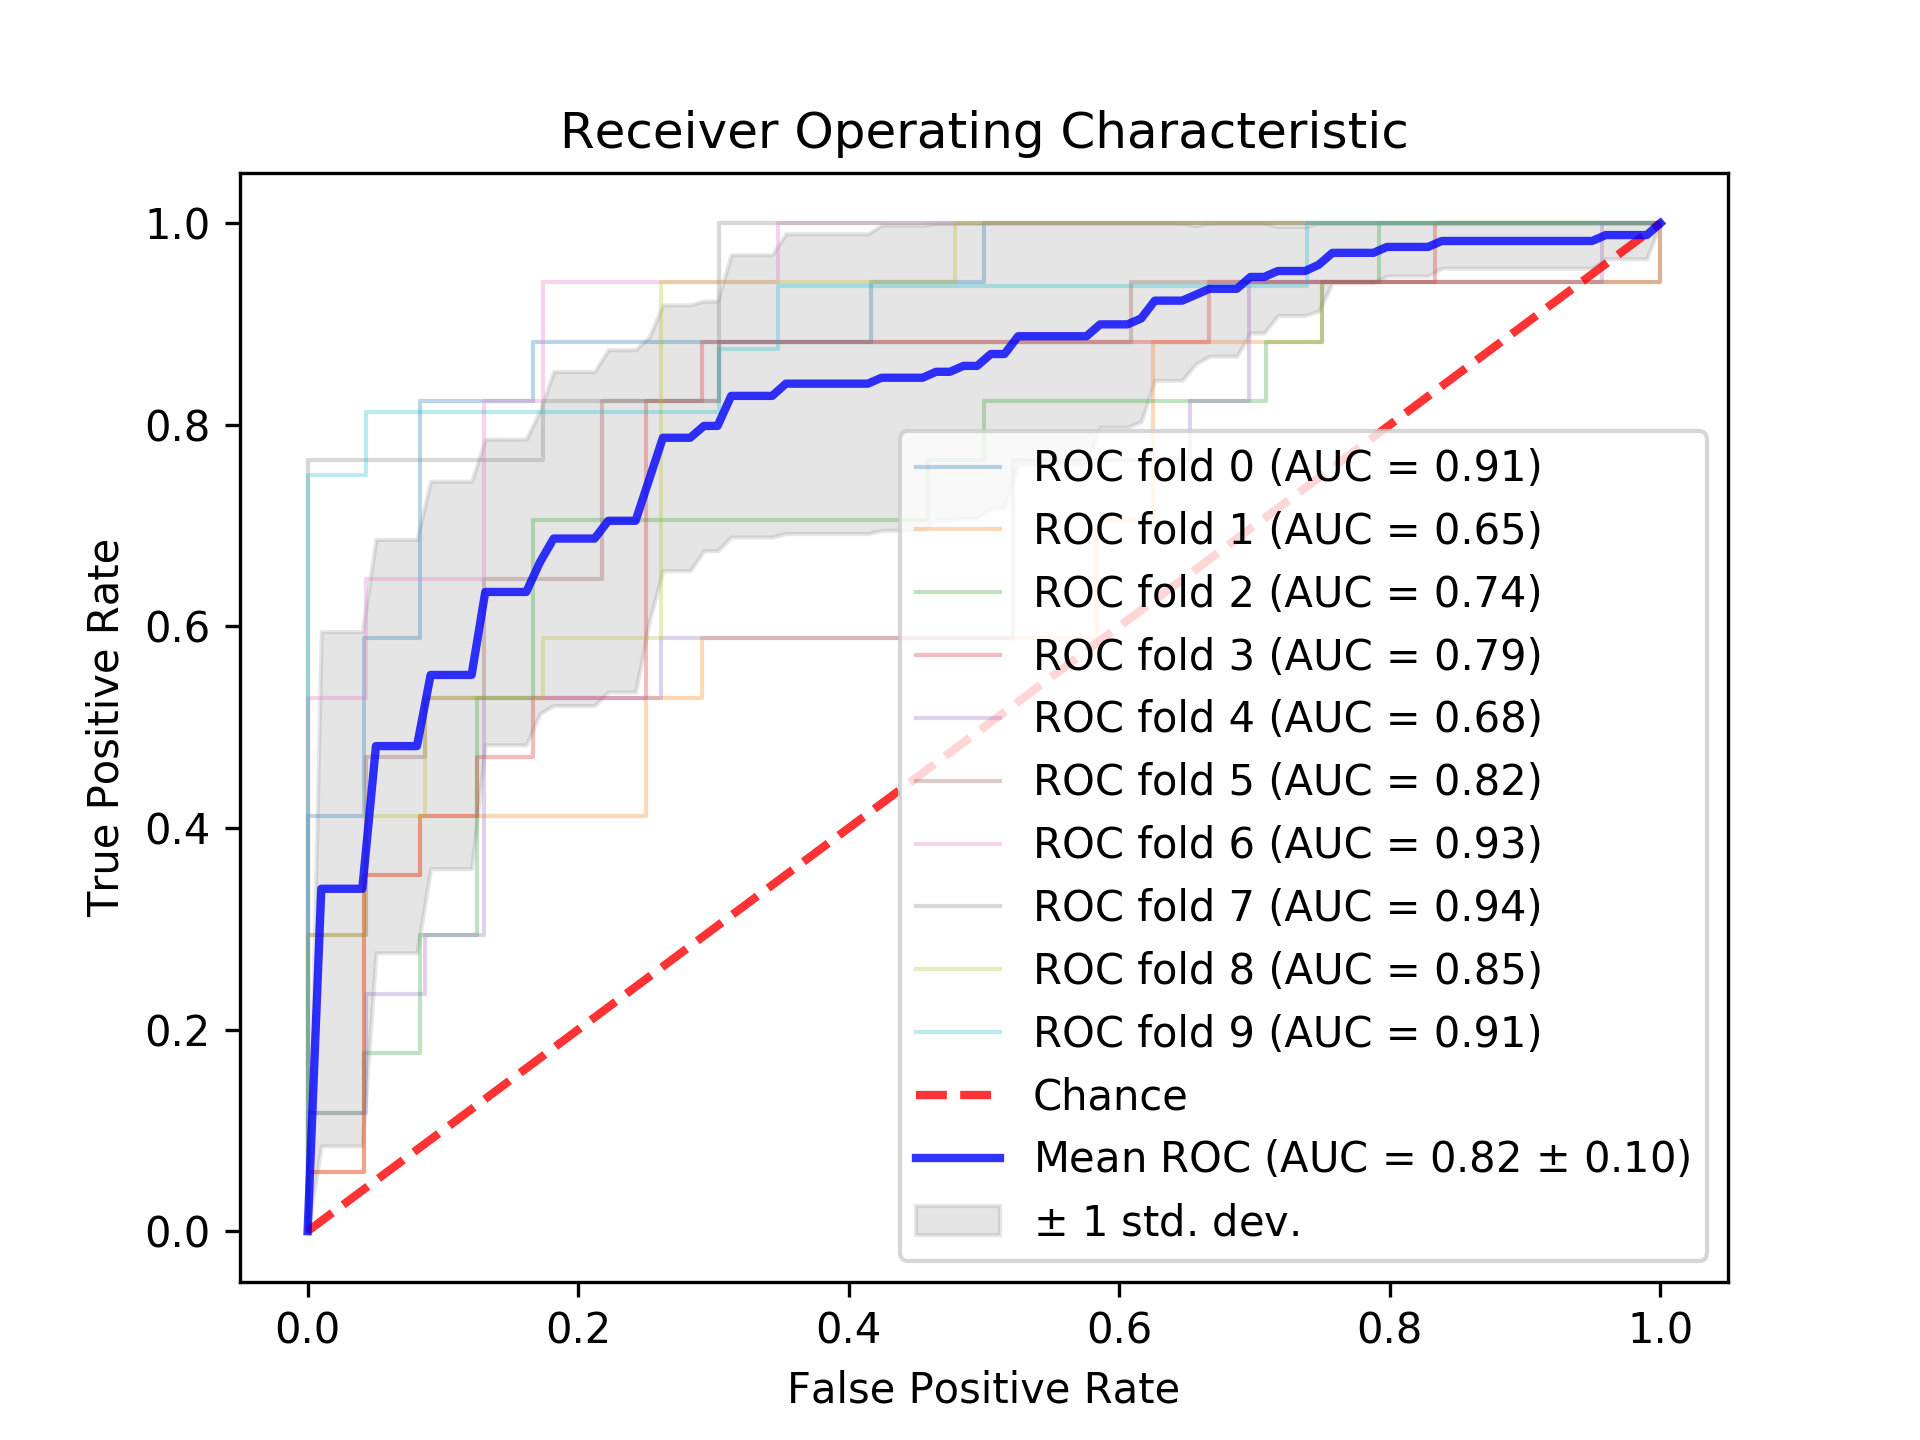 Receiver Operating Characteristic
1.0
0.8
0.6
0.4
0.2
0.0
True Positive Rate
ROC fold 0 (AUC = 0.91)
ROC fold 1 (AUC = 0.65)
ROC fold 2 (AUC = 0.74)
ROC fold 3 (AUC = 0.79)
ROC fold 4 (AUC = 0.68)
ROC fold 5 (AUC = 0.82)
ROC fold 6 (AUC = 0.93)
ROC fold 7 (AUC = 0.94)
ROC fold 8 (AUC = 0.85)
ROC fold 9 (AUC = 0.91)
Chance
Mean ROC (AUC = 0.82 ± 0.10)
± 1 std. dev.
0.0 0.2 0.4 0.6 0.8 1.0
False Positive Rate